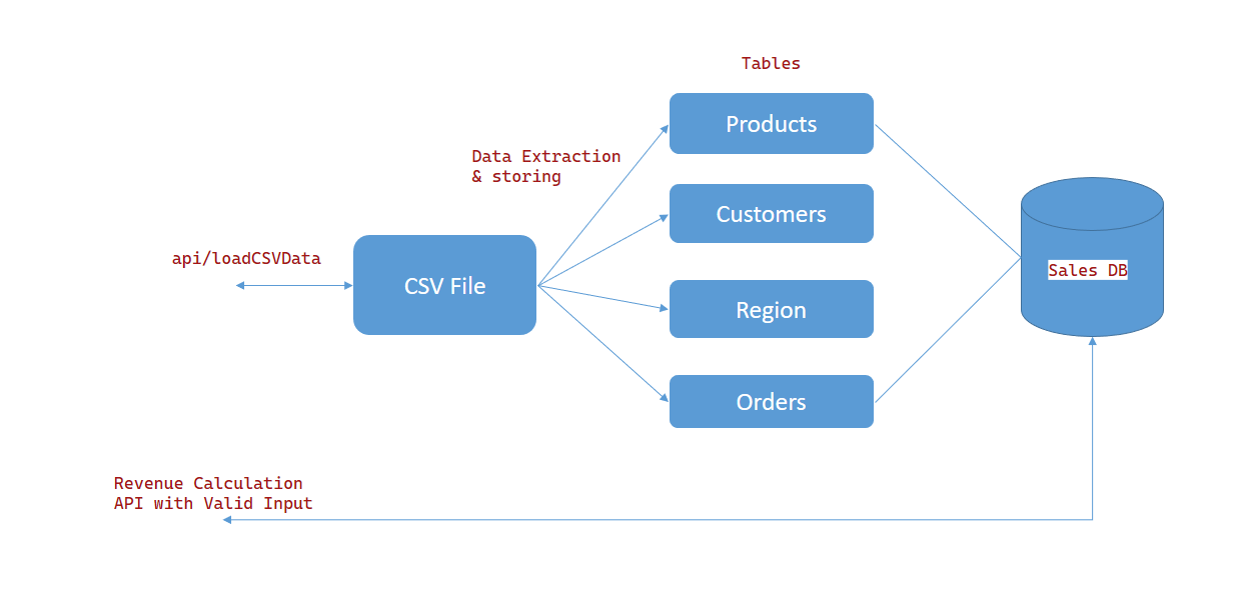 Tables
Products
Data Extraction
& storing
Customers
api/loadCSVData
CSV File
Sales DB
Region
Orders
Revenue Calculation
API with Valid Input